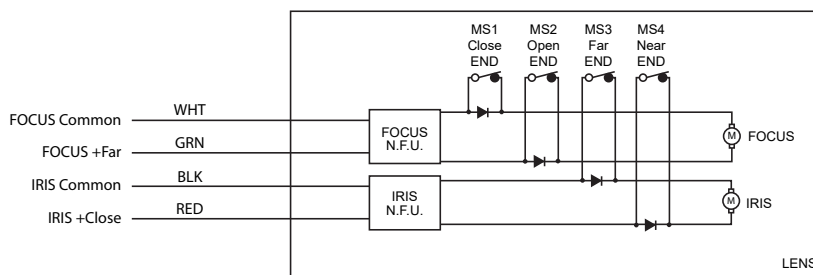 MS1 Close END
MS2 Open END
MS3 Far END
MS4 Near END
FOCUS Common
WHT
FOCUS +Far
GRN
FOCUS N.F.U.
M
FOCUS
IRIS Common
BLK
IRIS +Close
RED
IRIS N.F.U.
M
IRIS
LENS